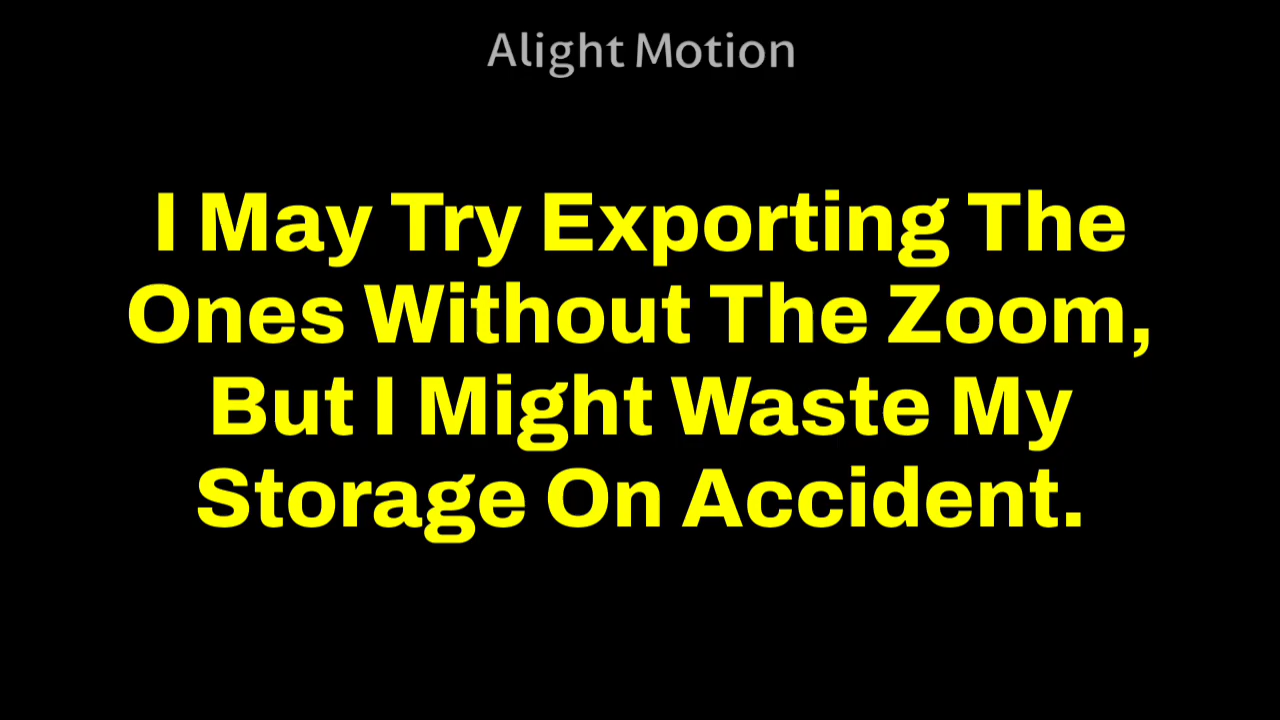 Alight Motion
I May Try Exporting The
Ones Without The Zoom,
But I Might Waste My
Storage On Accident.